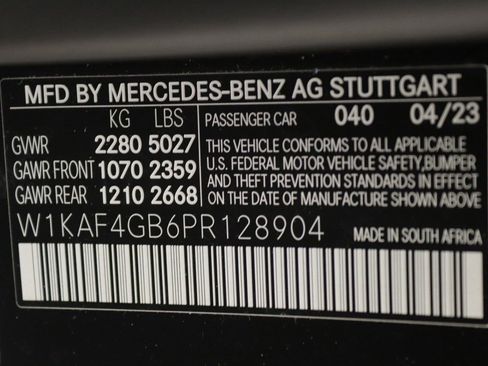 MFD BY MERCEDES-BENZ AG STUTTGART
KG LBS
GVWR 2280 5027
GAWR FRONT 1070 2359
GAWR REAR 1210 2668
PASSENGER CAR 040 04/23
THIS VEHICLE CONFORMS TO ALL APPLICABLE
U.S. FEDERAL MOTOR VEHICLE SAFETY, BUMPER
AND THEFT PREVENTION STANDARDS IN EFFECT
ON THE DATE OF MANUFACTURE SHOWN ABOVE.
W1KAF4GB6PR128904 MADE IN SOUTH AFRICA